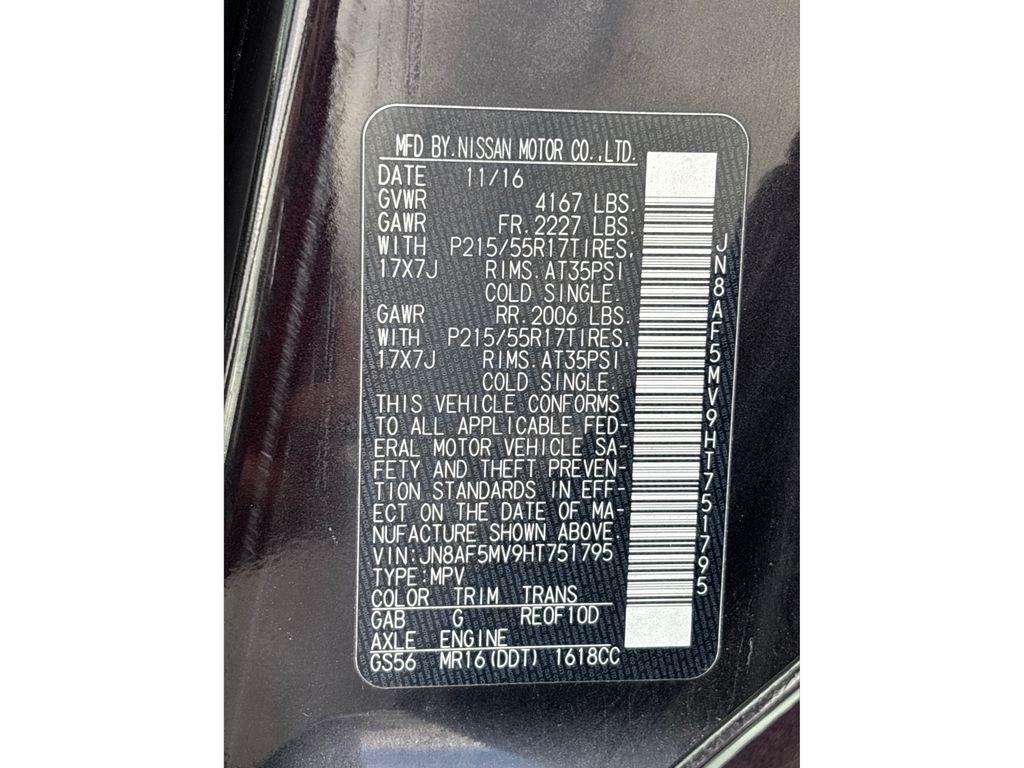 MFD BY.NISSAN MOTOR CO.,LTD.
DATE 11/16
GVWR 4167 LBS.
GAWR FR.2227 LBS.
WITH P215/55R17TIRES,
17X7J RIMS.AT35PSI
COLD SINGLE.
GAWR RR.2006 LBS.
WITH P215/55R17TIRES,
17X7J RIMS.AT35PSI
COLD SINGLE.
THIS VEHICLE CONFORMS
TO ALL APPLICABLE FED-
ERAL MOTOR VEHICLE SA-
FETY AND THEFT PREVEN-
TION STANDARDS IN EFF-
ECT ON THE DATE OF MA-
NUFACTURE SHOWN ABOVE.
VIN:JN8AF5MV9HT751795
TYPE:MPV
COLOR TRIM TRANS
GAB G RE0F10D
AXLE ENGINE
GS56 MR16(DDT) 1618CC
JN8AF5MV9HT751795